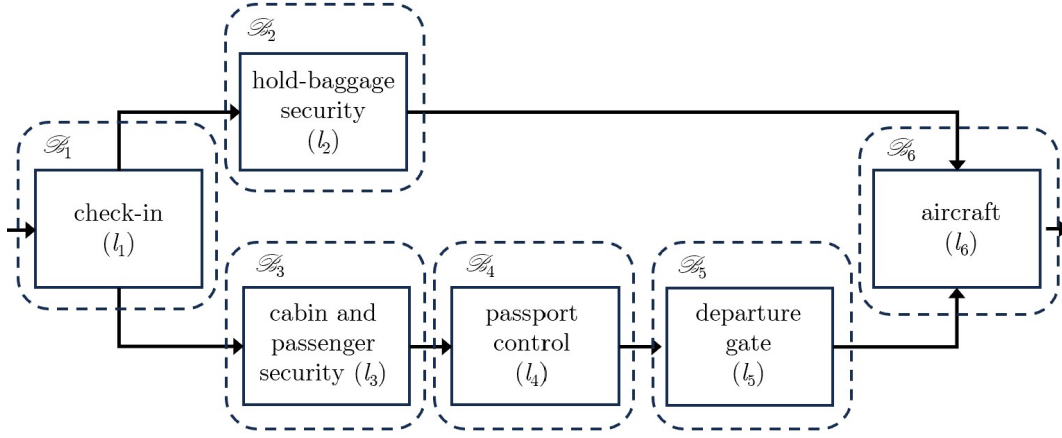 ℬ₂
hold-baggage
security
(l₂)
ℬ₁
check-in
(l₁)
ℬ₆
aircraft
(l₆)
ℬ₃
cabin and
passenger
security (l₃)
ℬ₄
passport
control
(l₄)
ℬ₅
departure
gate
(l₅)